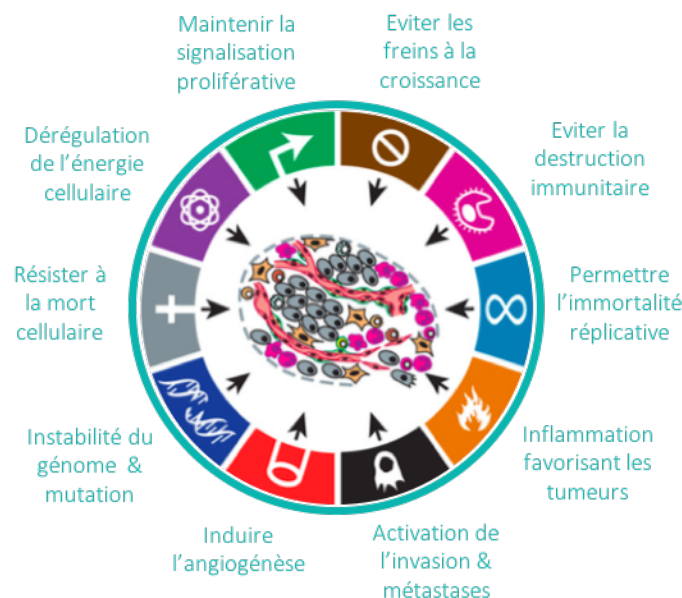 Maintenir la
signalisation
proliférative
Eviter les
freins à la
croissance
Eviter la
destruction
immunitaire
Permettre
l'immortalité
réplicative
Inflammation
favorisant les
tumeurs
Activation de
l'invasion &
métastases
Induire
l'angiogénèse
Instabilité du
génome &
mutation
Résister à
la mort
cellulaire
Dérégulation
de l'énergie
cellulaire